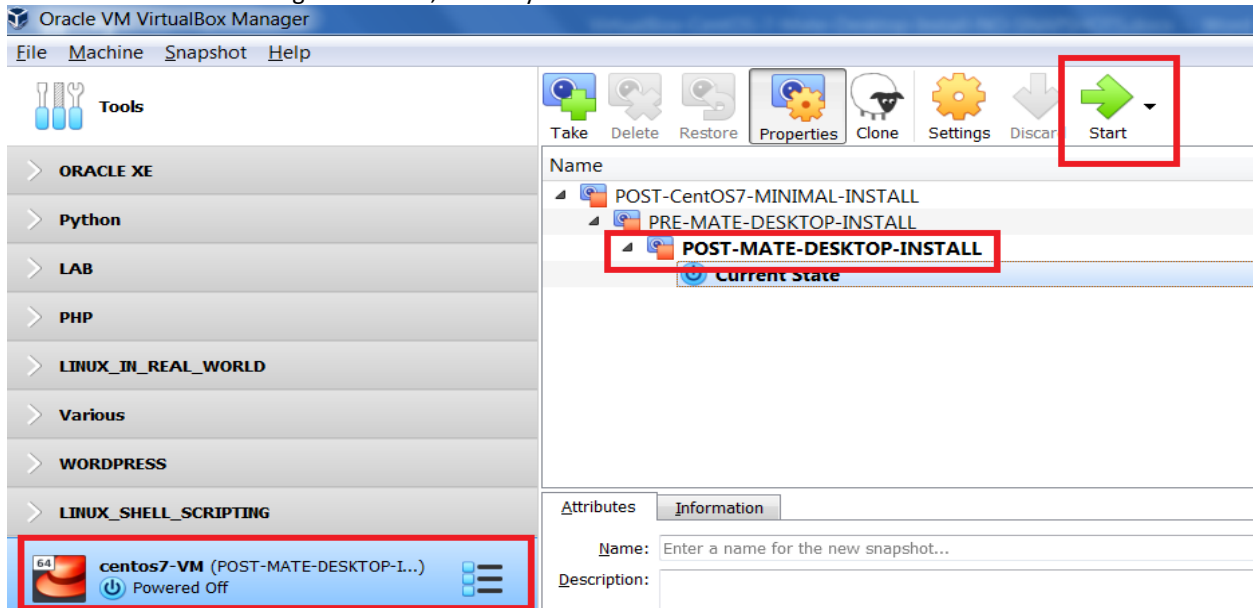 Oracle VM VirtualBox Manager
File Machine Snapshot Help
Tools
Take Delete Restore Properties Clone Settings Discar Start
ORACLE XE
Python
LAB
PHP
LINUX_IN_REAL_WORLD
Various
WORDPRESS
LINUX_SHELL_SCRIPTING
64
centos7-VM (POST-MATE-DESKTOP-I...)
Powered Off
Name
POST-CentOS7-MINIMAL-INSTALL
PRE-MATE-DESKTOP-INSTALL
POST-MATE-DESKTOP-INSTALL
Current State
Attributes Information
Name: Enter a name for the new snapshot...
Description: